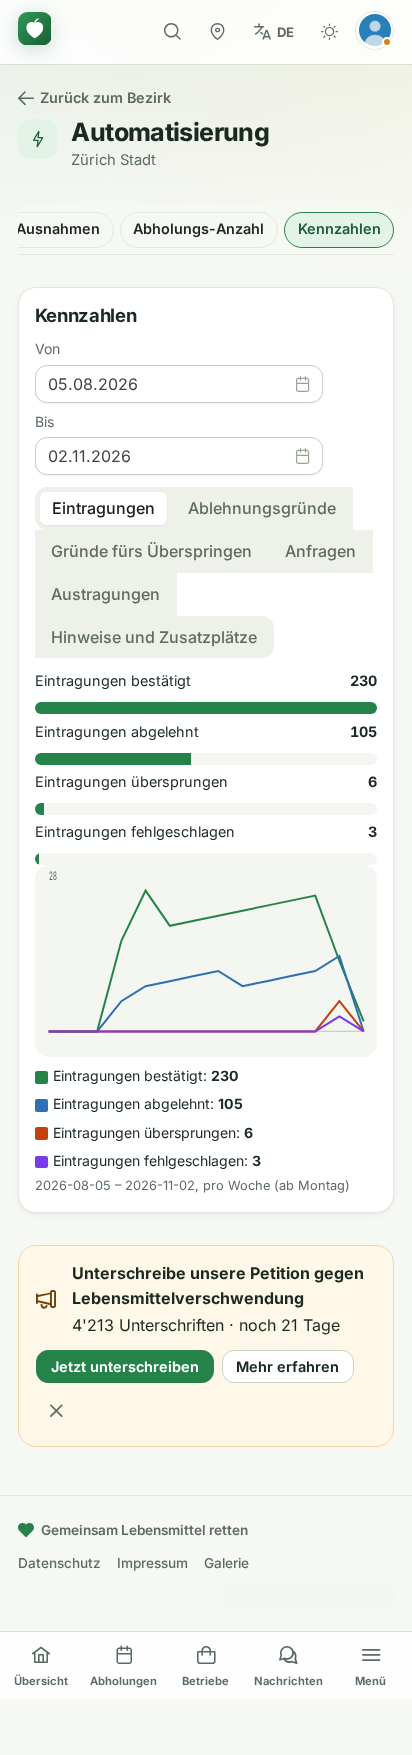 DE
Zurück zum Bezirk
Automatisierung
Zürich Stadt
Ausnahmen Abholungs-Anzahl Kennzahlen
Kennzahlen
Von
05.08.2026
Bis
02.11.2026
Eintragungen Ablehnungsgründe
Gründe fürs Überspringen Anfragen
Austragungen
Hinweise und Zusatzplätze
Eintragungen bestätigt 230
Eintragungen abgelehnt 105
Eintragungen übersprungen 6
Eintragungen fehlgeschlagen 3
28
Eintragungen bestätigt: 230
Eintragungen abgelehnt: 105
Eintragungen übersprungen: 6
Eintragungen fehlgeschlagen: 3
2026-08-05 – 2026-11-02, pro Woche (ab Montag)
Unterschreibe unsere Petition gegen
Lebensmittelverschwendung
4'213 Unterschriften · noch 21 Tage
Jetzt unterschreiben Mehr erfahren
Gemeinsam Lebensmittel retten
Datenschutz Impressum Galerie
Übersicht Abholungen Betriebe Nachrichten Menü